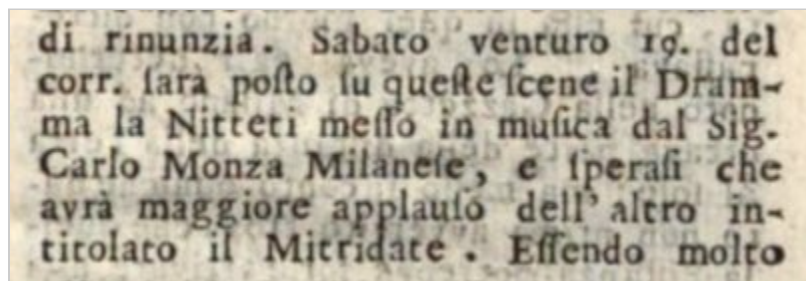 di rinunzia. Sabato venturo 19. del
corr. ſarà poſto ſu queſte ſcene il Dram-
ma la Nitteti meſſo in muſica dal Sig.
Carlo Monza Milaneſe, e ſperaſi che
avrà maggiore applauſo dell' altro in-
titolato il Mitridate. Eſſendo molto